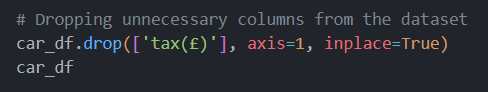 # Dropping unnecessary columns from the dataset
car_df.drop(['tax(£)'], axis=1, inplace=True)
car_df